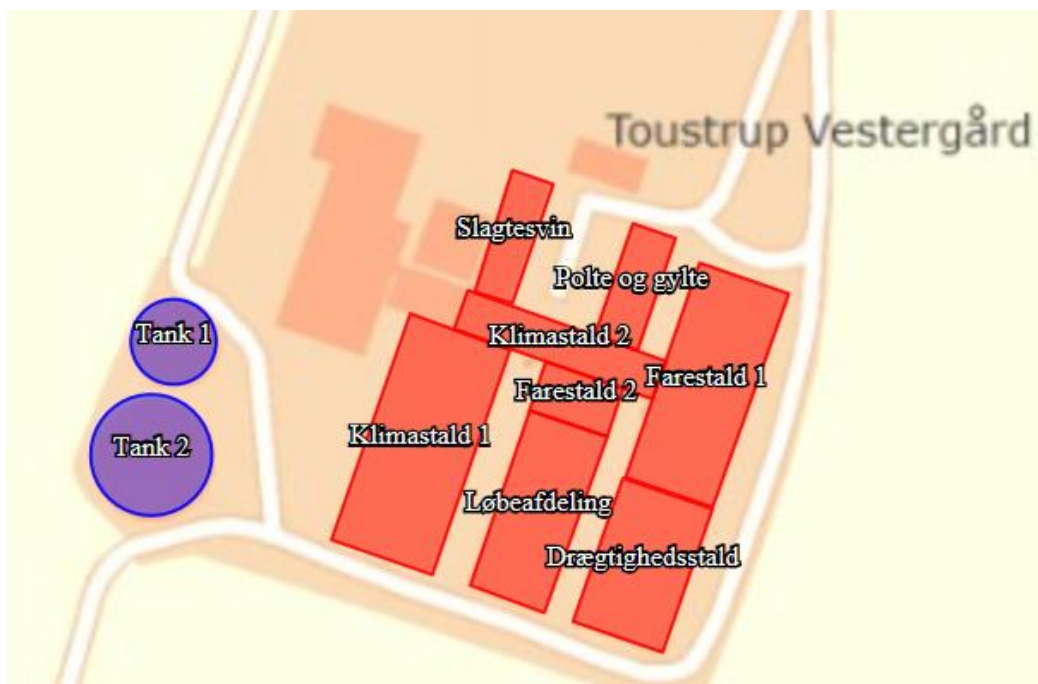 Toustrup Vestergård
Slagtesvin
Polte og gylte
Tank 1
Klimastald 2
Farestald 1
Farestald 2
Klimastald 1
Tank 2
Løbeafdeling
Drægtighedsstald